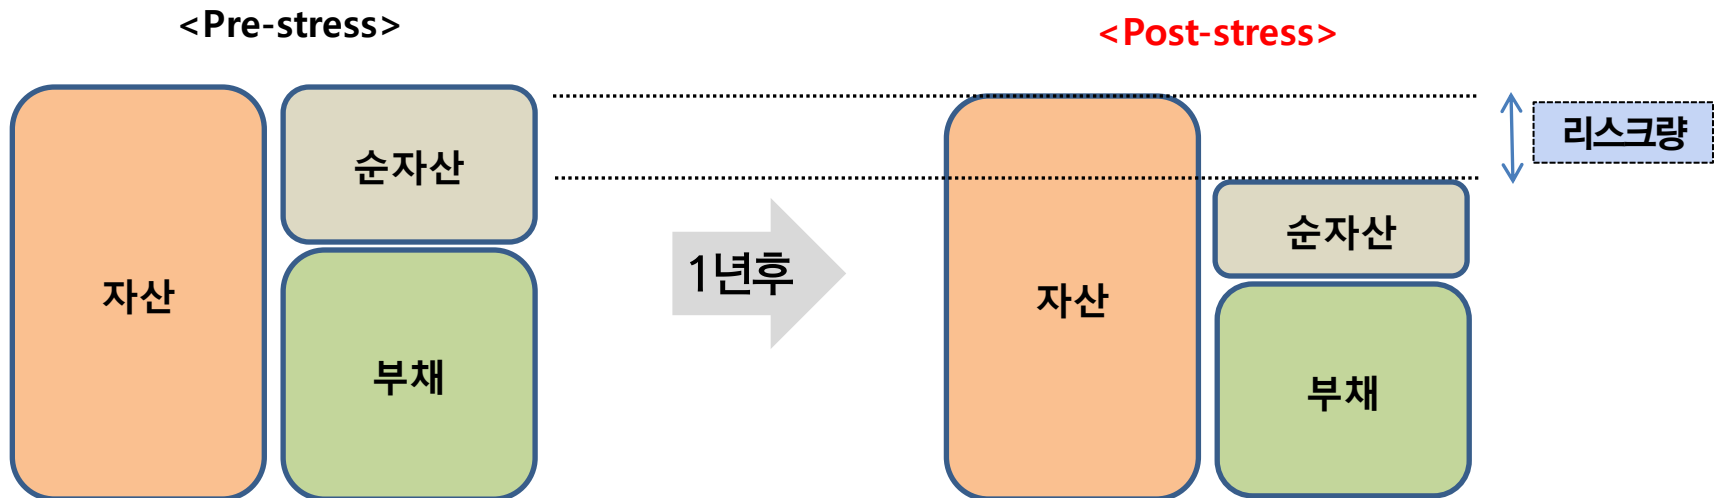 <Pre-stress>
<Post-stress>
자산
순자산
부채
1년후
자산
순자산
부채
리스크량